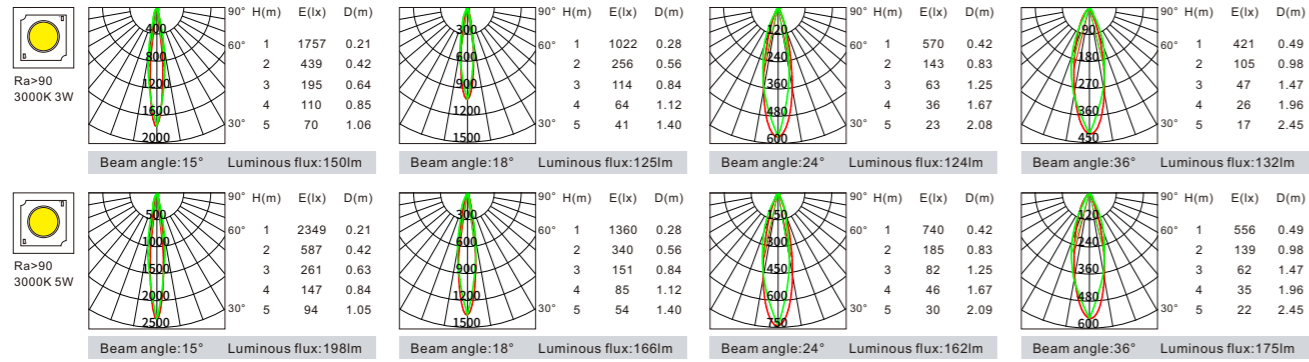 90° H(m) E(lx) D(m)
400
60° 1 1757 0.21
800 2 439 0.42
1200 3 195 0.64
1600 4 110 0.85
30° 5 70 1.06
2000
Beam angle:15° Luminous flux:150lm
Ra>90
3000K 3W
90° H(m) E(lx) D(m)
300
60° 1 1022 0.28
600 2 256 0.56
900 3 114 0.84
1200 4 64 1.12
30° 5 41 1.40
1500
Beam angle:18° Luminous flux:125lm
90° H(m) E(lx) D(m)
120
60° 1 570 0.42
240 2 143 0.83
360 3 63 1.25
480 4 36 1.67
30° 5 23 2.08
600
Beam angle:24° Luminous flux:124lm
90° H(m) E(lx) D(m)
90
60° 1 421 0.49
180 2 105 0.98
270 3 47 1.47
360 4 26 1.96
30° 5 17 2.45
450
Beam angle:36° Luminous flux:132lm
90° H(m) E(lx) D(m)
500
60° 1 2349 0.21
1000 2 587 0.42
1500 3 261 0.63
2000 4 147 0.84
30° 5 94 1.05
2500
Beam angle:15° Luminous flux:198lm
Ra>90
3000K 5W
90° H(m) E(lx) D(m)
300
60° 1 1360 0.28
600 2 340 0.56
900 3 151 0.84
1200 4 85 1.12
30° 5 54 1.40
1500
Beam angle:18° Luminous flux:166lm
90° H(m) E(lx) D(m)
150
60° 1 740 0.42
300 2 185 0.83
450 3 82 1.25
600 4 46 1.67
30° 5 30 2.09
750
Beam angle:24° Luminous flux:162lm
90° H(m) E(lx) D(m)
120
60° 1 556 0.49
240 2 139 0.98
360 3 62 1.47
480 4 35 1.96
30° 5 22 2.45
600
Beam angle:36° Luminous flux:175lm